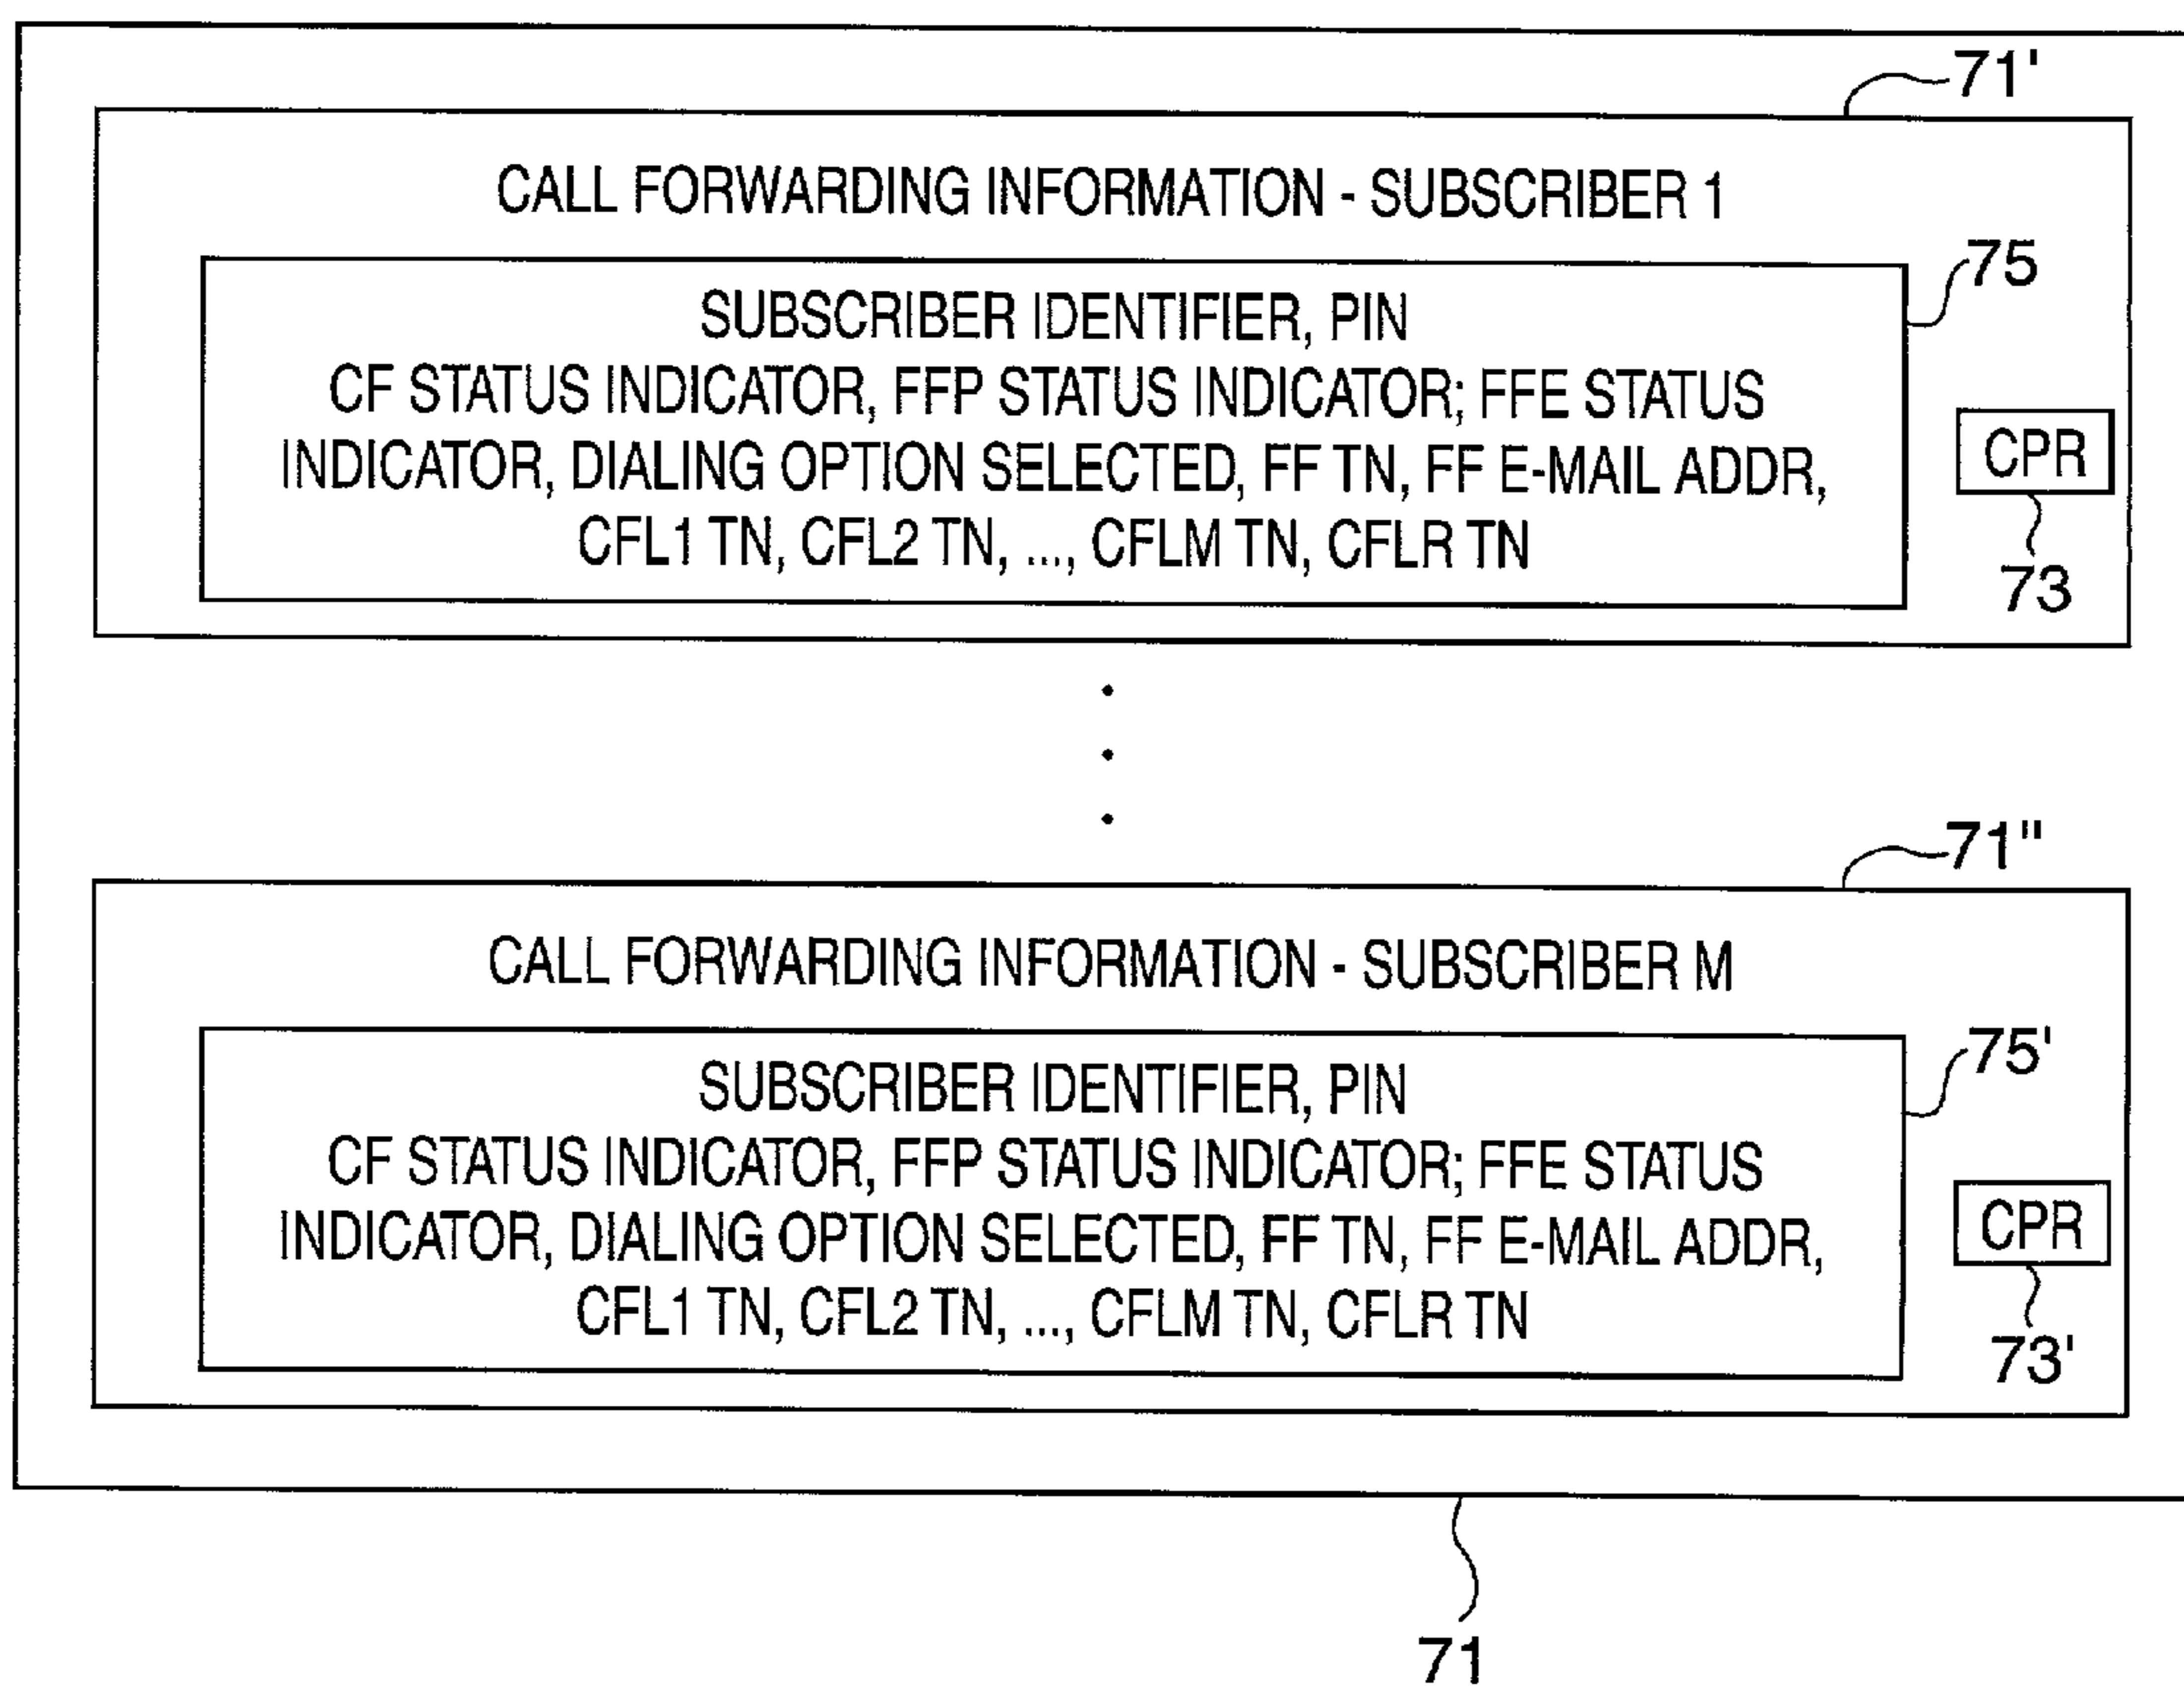 71'
CALL FORWARDING INFORMATION - SUBSCRIBER 1
75
SUBSCRIBER IDENTIFIER, PIN
CF STATUS INDICATOR, FFP STATUS INDICATOR; FFE STATUS
INDICATOR, DIALING OPTION SELECTED, FF TN, FF E-MAIL ADDR,
CFL1 TN, CFL2 TN, ..., CFLM TN, CFLR TN
CPR
73
71"
CALL FORWARDING INFORMATION - SUBSCRIBER M
75'
SUBSCRIBER IDENTIFIER, PIN
CF STATUS INDICATOR, FFP STATUS INDICATOR; FFE STATUS
INDICATOR, DIALING OPTION SELECTED, FF TN, FF E-MAIL ADDR,
CFL1 TN, CFL2 TN, ..., CFLM TN, CFLR TN
CPR
73'
71